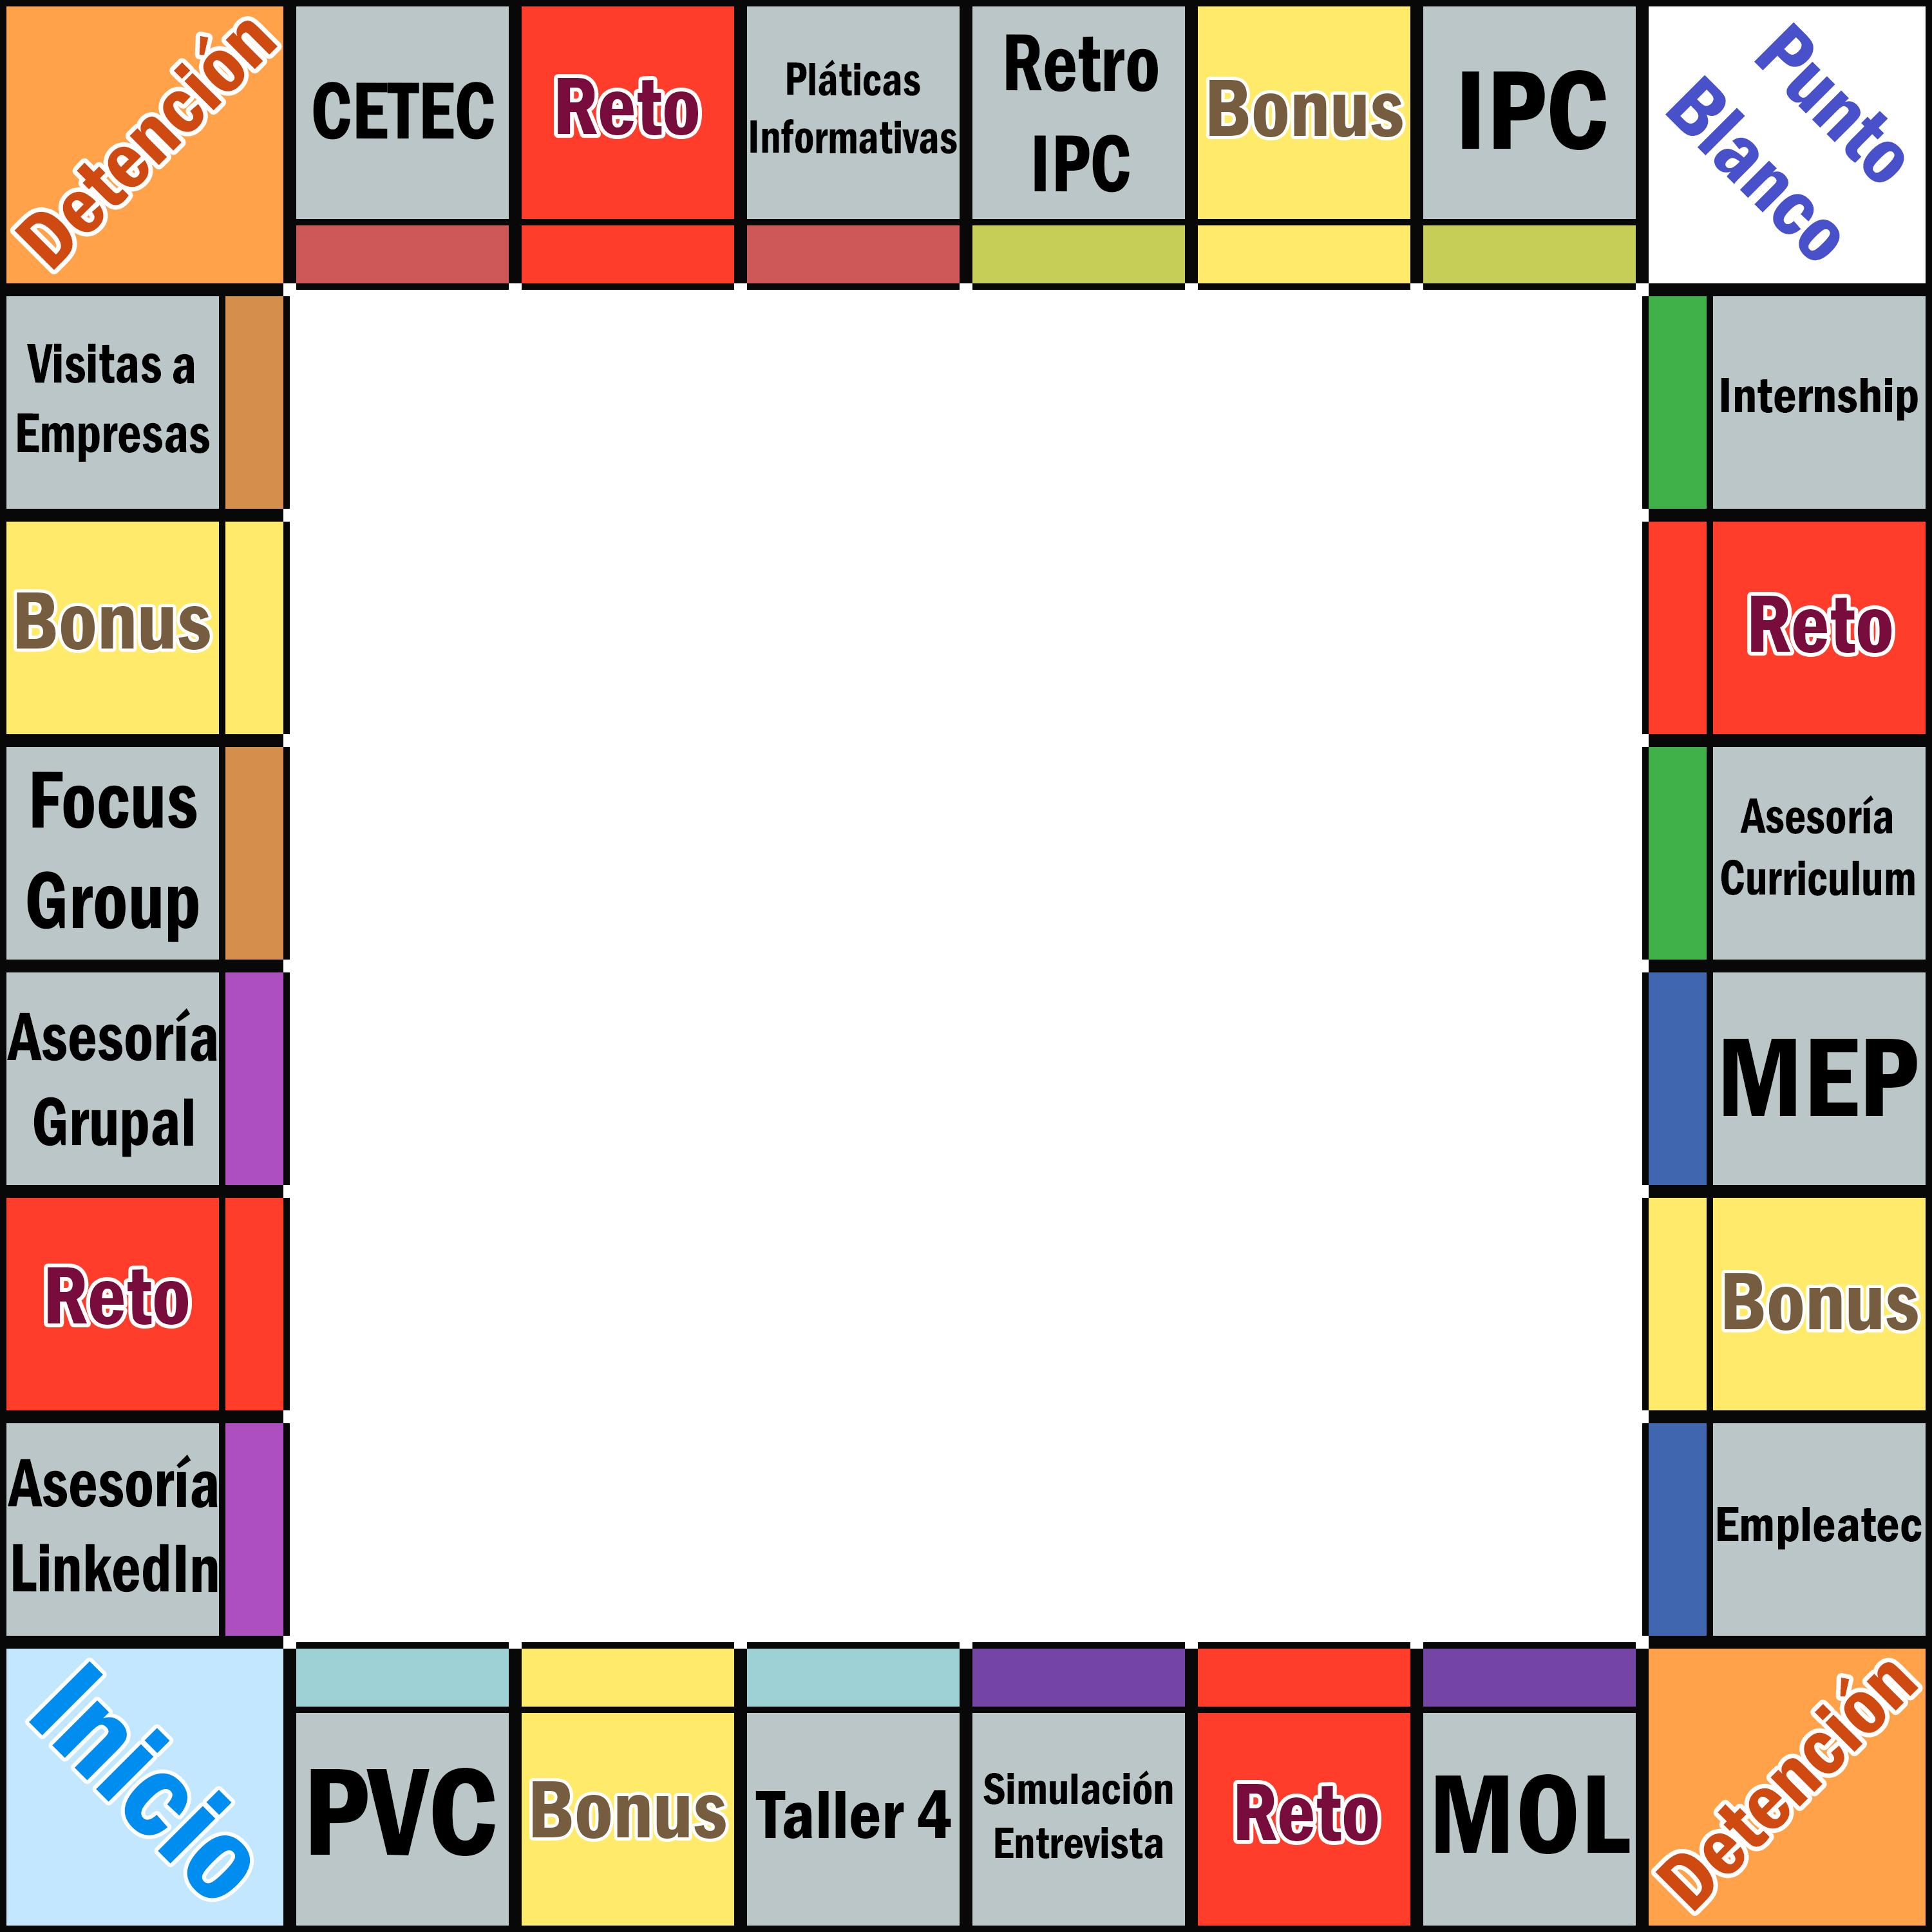 Detención
CETEC
Reto
Pláticas
Informativas
Retro
IPC
Bonus
IPC
Punto
Blanco
Visitas a
Empresas
Internship
Bonus
Reto
Focus
Group
Asesoría
Curriculum
Asesoría
Grupal
MEP
Reto
Bonus
Asesoría
LinkedIn
Empleatec
Inicio
PVC
Bonus
Taller 4
Simulación
Entrevista
Reto
MOL
Detención